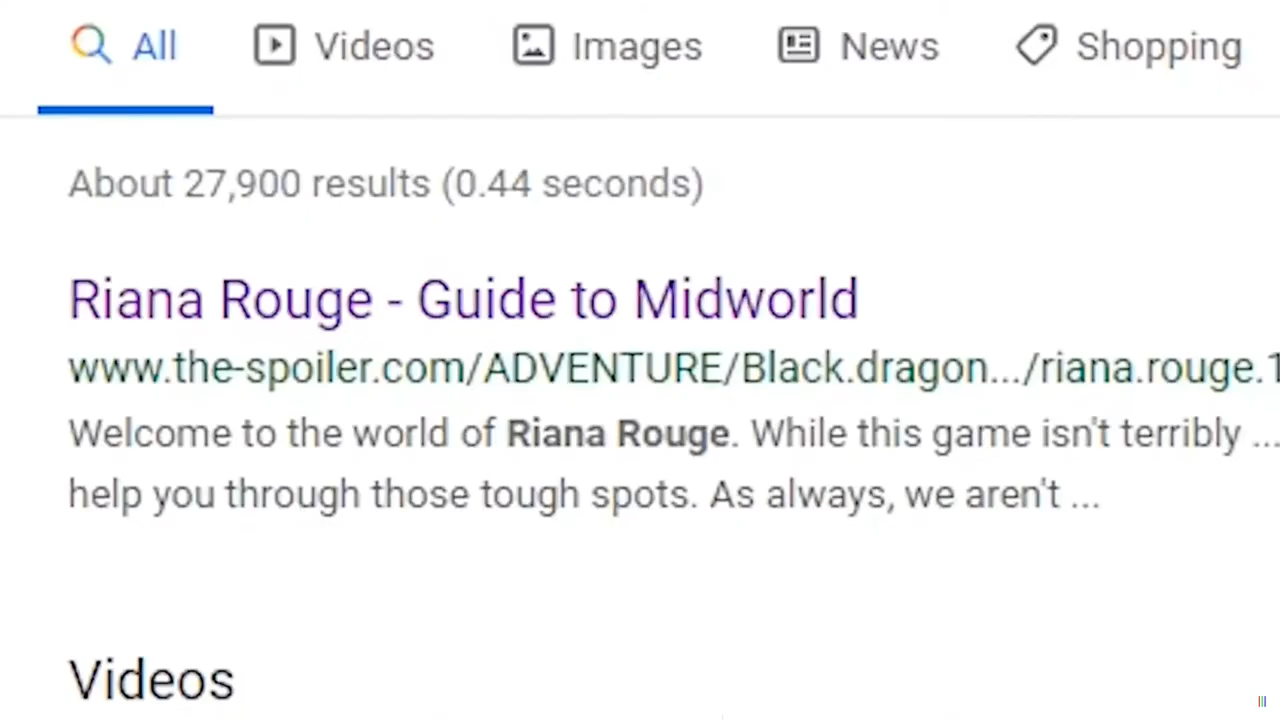 All Videos Images News Shopping
About 27,900 results (0.44 seconds)
Riana Rouge - Guide to Midworld
www.the-spoiler.com/ADVENTURE/Black.dragon.../riana.rouge.1
Welcome to the world of Riana Rouge. While this game isn't terribly ...
help you through those tough spots. As always, we aren't ...
Videos